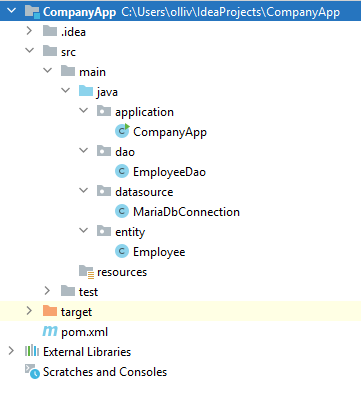 CompanyApp C:\Users\olliv\IdeaProjects\CompanyApp
.idea
src
main
java
application
CompanyApp
dao
EmployeeDao
datasource
MariaDbConnection
entity
Employee
resources
test
target
pom.xml
External Libraries
Scratches and Consoles